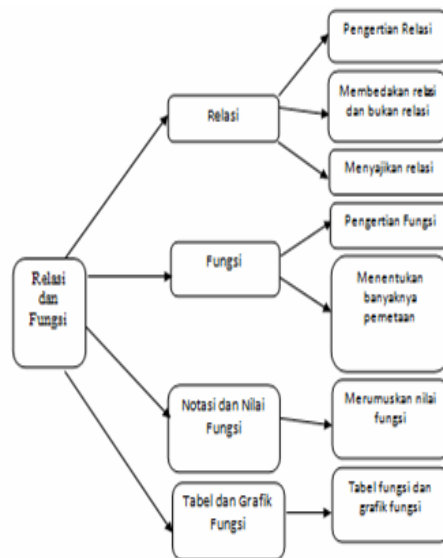 Pengertian Relasi
Membedakan relasi
dan bukan relasi
Relasi
Menyajikan relasi
Pengertian Fungsi
Fungsi
Relasi
dan
Fungsi
Menentukan
banyaknya
pemetaan
Notasi dan Nilai
Fungsi
Merumuskan nilai
fungsi
Tabel dan Grafik
Fungsi
Tabel fungsi dan
grafik fungsi